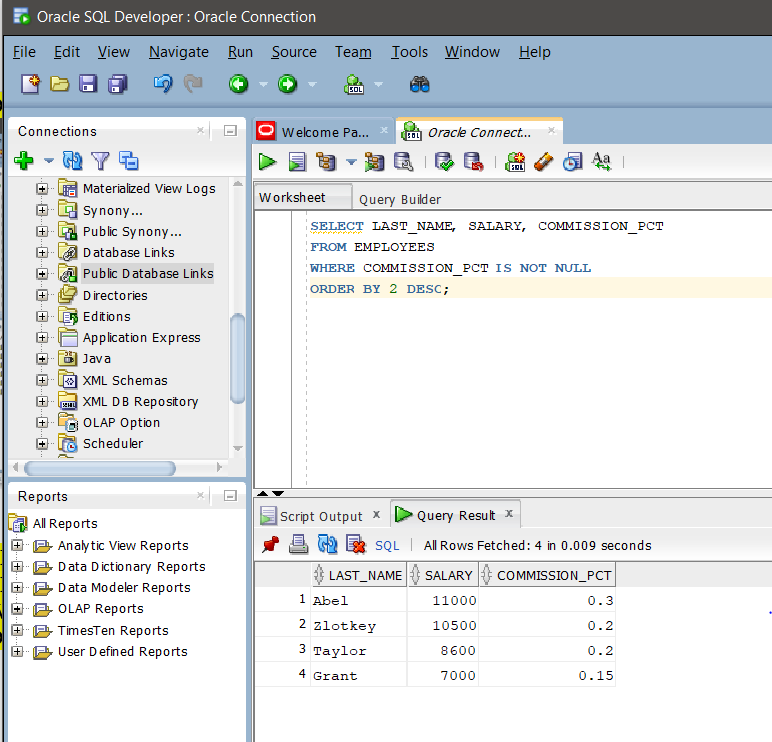 Oracle SQL Developer : Oracle Connection
File Edit View Navigate Run Source Team Tools Window Help
Connections
Materialized View Logs
Synony...
Public Synony...
Database Links
Public Database Links
Directories
Editions
Application Express
Java
XML Schemas
XML DB Repository
OLAP Option
Scheduler
Reports
All Reports
Analytic View Reports
Data Dictionary Reports
Data Modeler Reports
OLAP Reports
TimesTen Reports
User Defined Reports
Welcome Pa... Oracle Connect...
Worksheet Query Builder
SELECT LAST_NAME, SALARY, COMMISSION_PCT
FROM EMPLOYEES
WHERE COMMISSION_PCT IS NOT NULL
ORDER BY 2 DESC;
Script Output x Query Result x
SQL | All Rows Fetched: 4 in 0.009 seconds
LAST_NAME SALARY COMMISSION_PCT
1 Abel 11000 0.3
2 Zlotkey 10500 0.2
3 Taylor 8600 0.2
4 Grant 7000 0.15